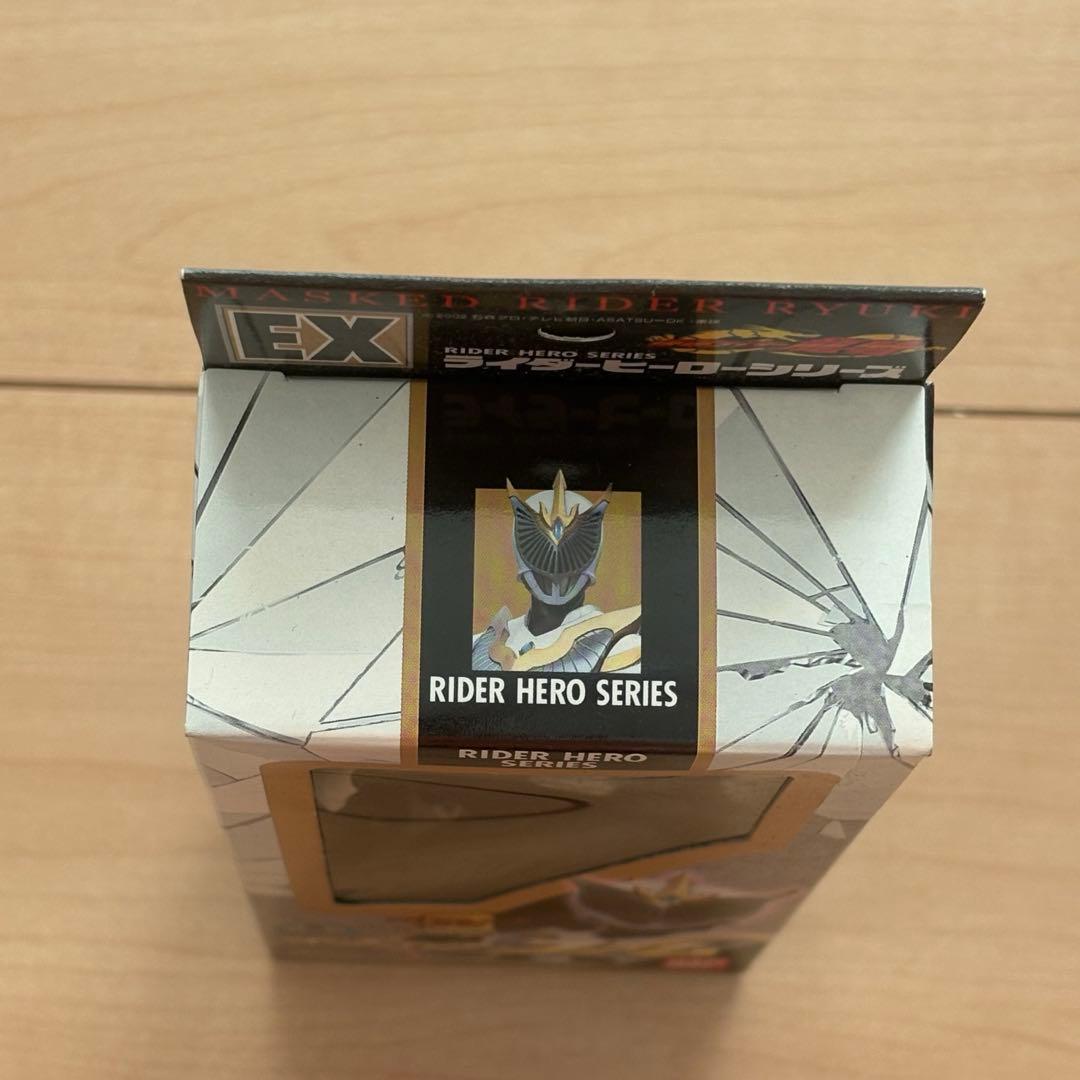 MASKED RIDER RYUKI
EX
RIDER HERO SERIES
ライダーヒーローシリーズ
RIDER HERO SERIES
RIDER HERO
SERIES